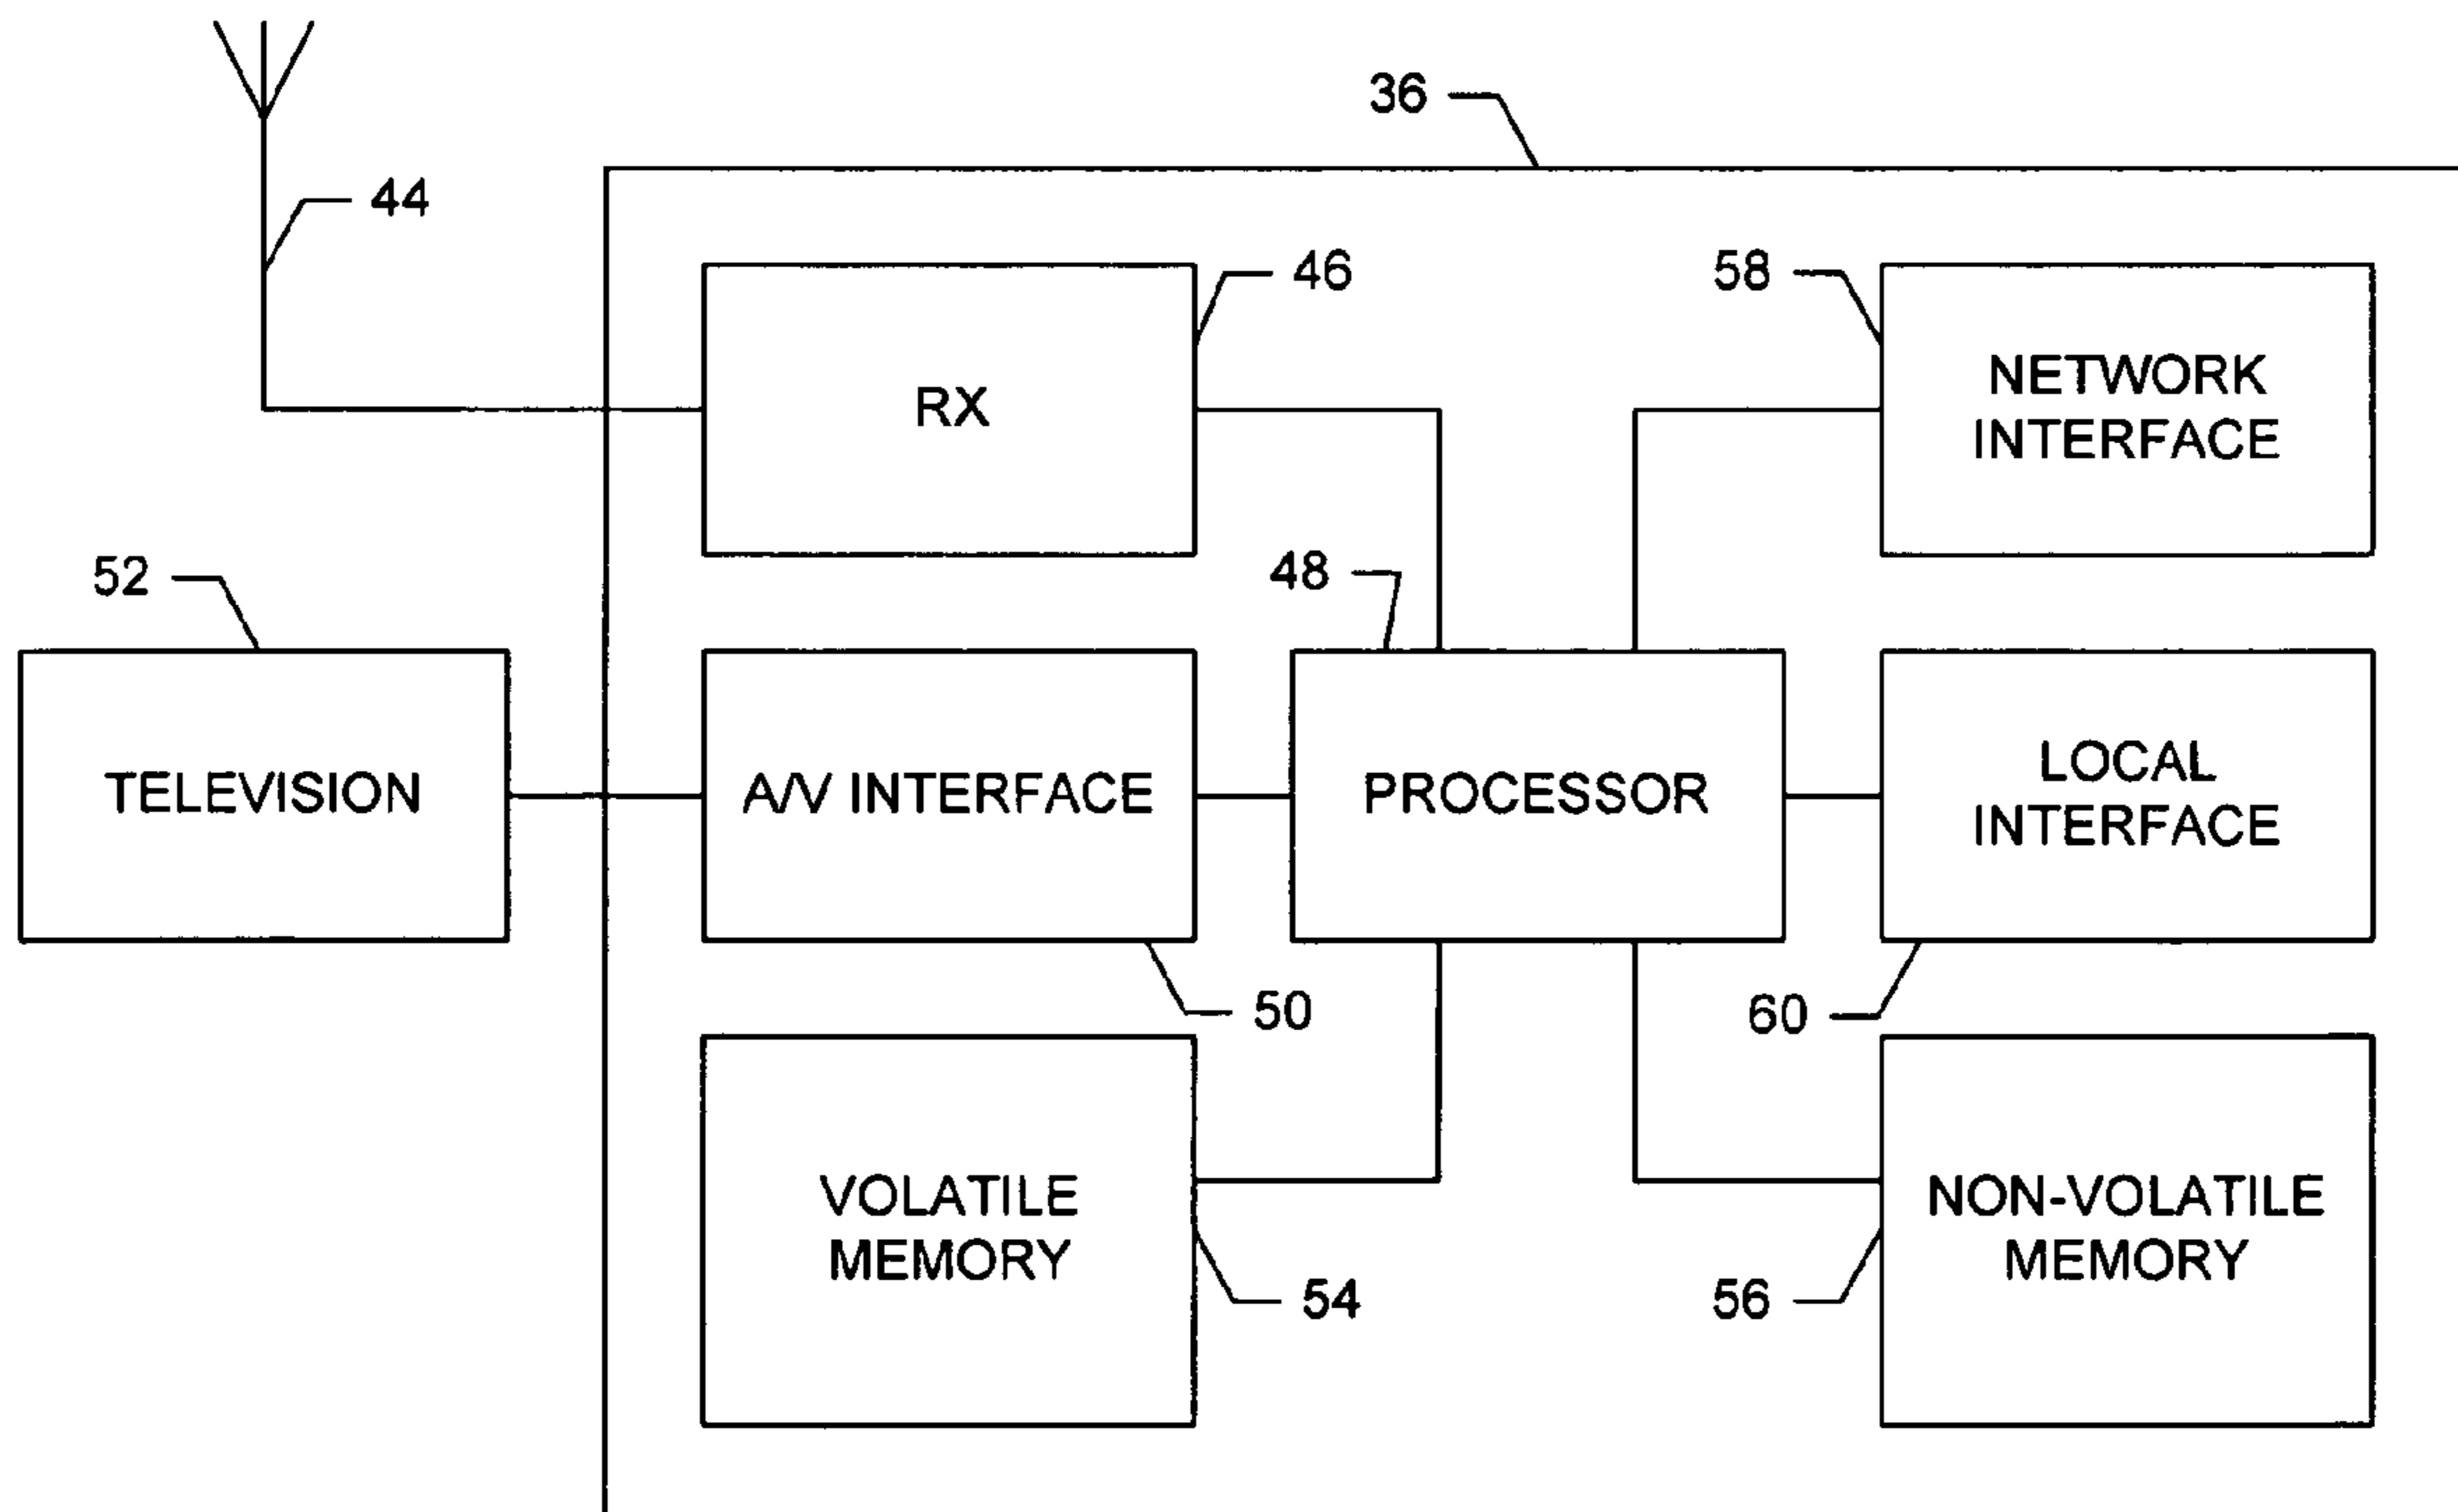 36
44
46
58
RX
NETWORK
INTERFACE
52
48
TELEVISION
A/V INTERFACE
PROCESSOR
LOCAL
INTERFACE
50
60
VOLATILE
MEMORY
NON-VOLATILE
MEMORY
54
56